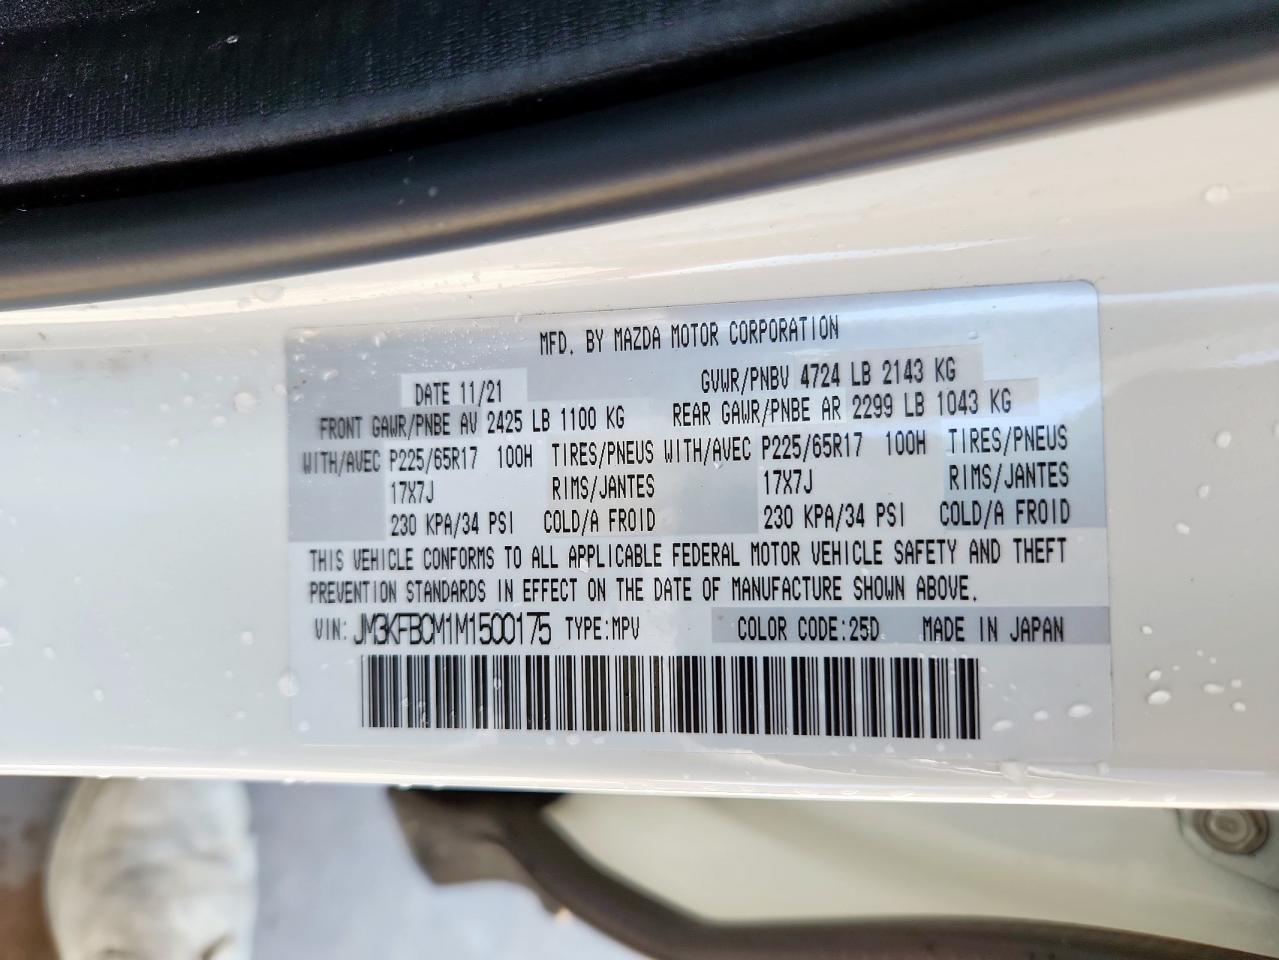 MFD. BY MAZDA MOTOR CORPORATION
DATE 11/21 GVWR/PNBV 4724 LB 2143 KG
FRONT GAWR/PNBE AV 2425 LB 1100 KG REAR GAWR/PNBE AR 2299 LB 1043 KG
WITH/AVEC P225/65R17 100H TIRES/PNEUS WITH/AVEC P225/65R17 100H TIRES/PNEUS
17X7J RIMS/JANTES 17X7J RIMS/JANTES
230 KPA/34 PSI COLD/A FROID 230 KPA/34 PSI COLD/A FROID
THIS VEHICLE CONFORMS TO ALL APPLICABLE FEDERAL MOTOR VEHICLE SAFETY AND THEFT
PREVENTION STANDARDS IN EFFECT ON THE DATE OF MANUFACTURE SHOWN ABOVE.
VIN: JM3KFBCM1M1500175 TYPE:MPV COLOR CODE:25D MADE IN JAPAN